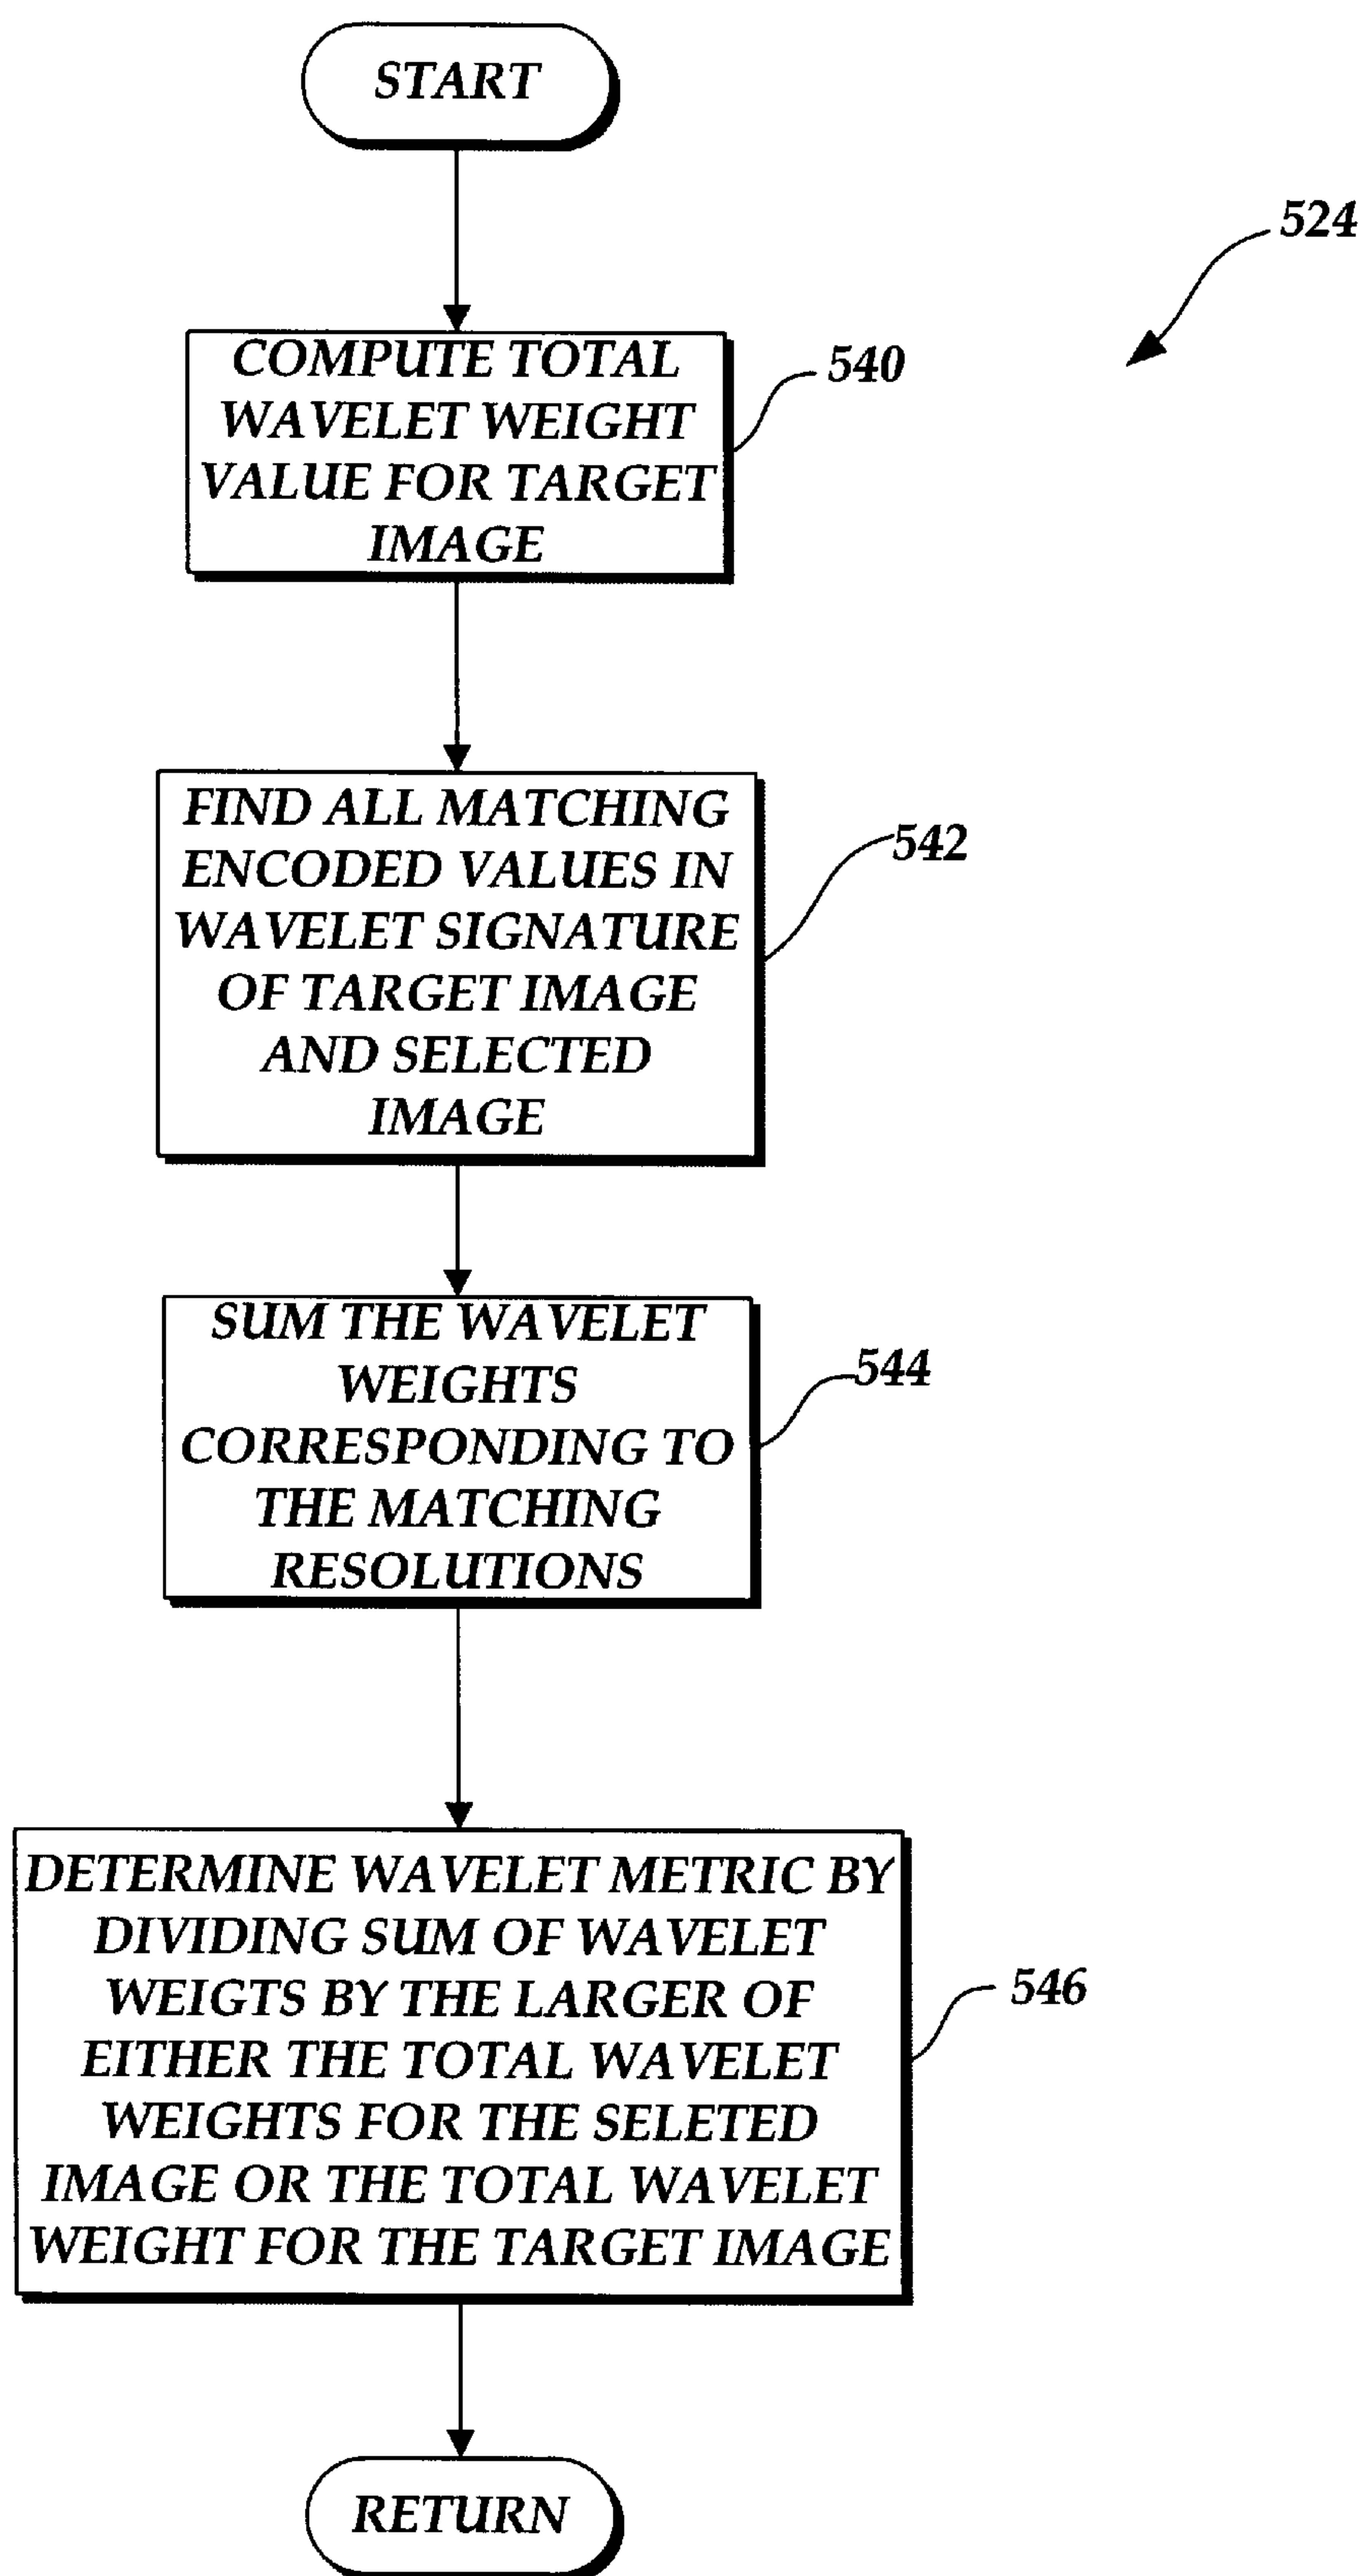 START
524
COMPUTE TOTAL
WAVELET WEIGHT
VALUE FOR TARGET
IMAGE
540
FIND ALL MATCHING
ENCODED VALUES IN
WAVELET SIGNATURE
OF TARGET IMAGE
AND SELECTED
IMAGE
542
SUM THE WAVELET
WEIGHTS
CORRESPONDING TO
THE MATCHING
RESOLUTIONS
544
DETERMINE WAVELET METRIC BY
DIVIDING SUM OF WAVELET
WEIGTS BY THE LARGER OF
EITHER THE TOTAL WAVELET
WEIGHTS FOR THE SELETED
IMAGE OR THE TOTAL WAVELET
WEIGHT FOR THE TARGET IMAGE
546
RETURN